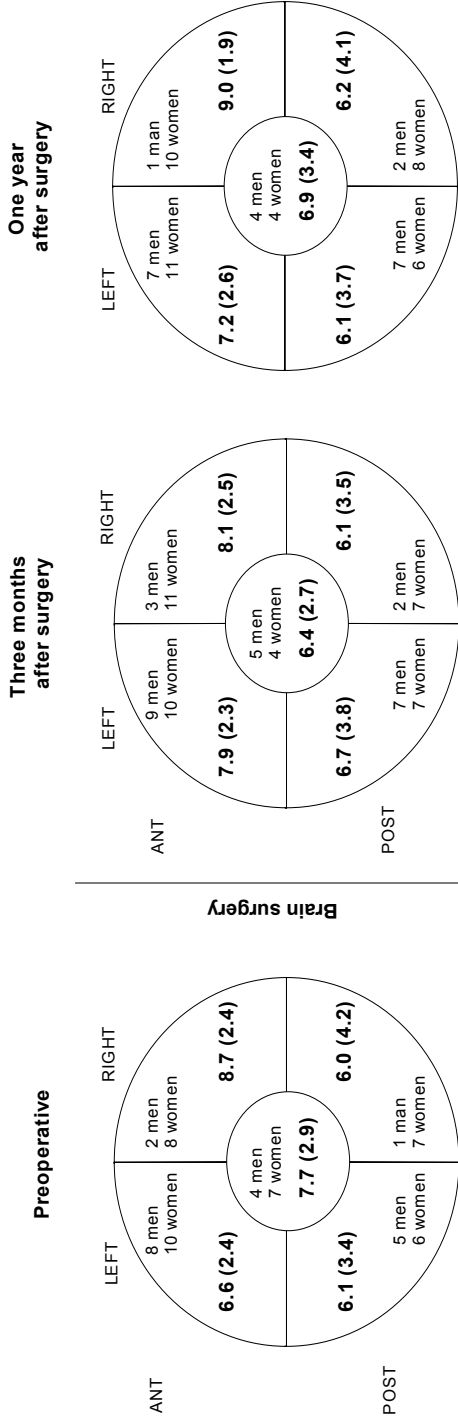 Preoperative
LEFT
RIGHT
ANT
8 men
10 women
6.6 (2.4)
2 men
8 women
8.7 (2.4)
4 men
7 women
7.7 (2.9)
6.1 (3.4)
5 men
6 women
6.0 (4.2)
1 man
7 women
POST
Brain surgery
Three months
after surgery
LEFT
RIGHT
ANT
9 men
10 women
7.9 (2.3)
3 men
11 women
8.1 (2.5)
5 men
4 women
6.4 (2.7)
6.7 (3.8)
7 men
7 women
6.1 (3.5)
2 men
7 women
POST
One year
after surgery
LEFT
RIGHT
7 men
11 women
7.2 (2.6)
1 man
10 women
9.0 (1.9)
4 men
4 women
6.9 (3.4)
6.1 (3.7)
7 men
6 women
6.2 (4.1)
2 men
8 women